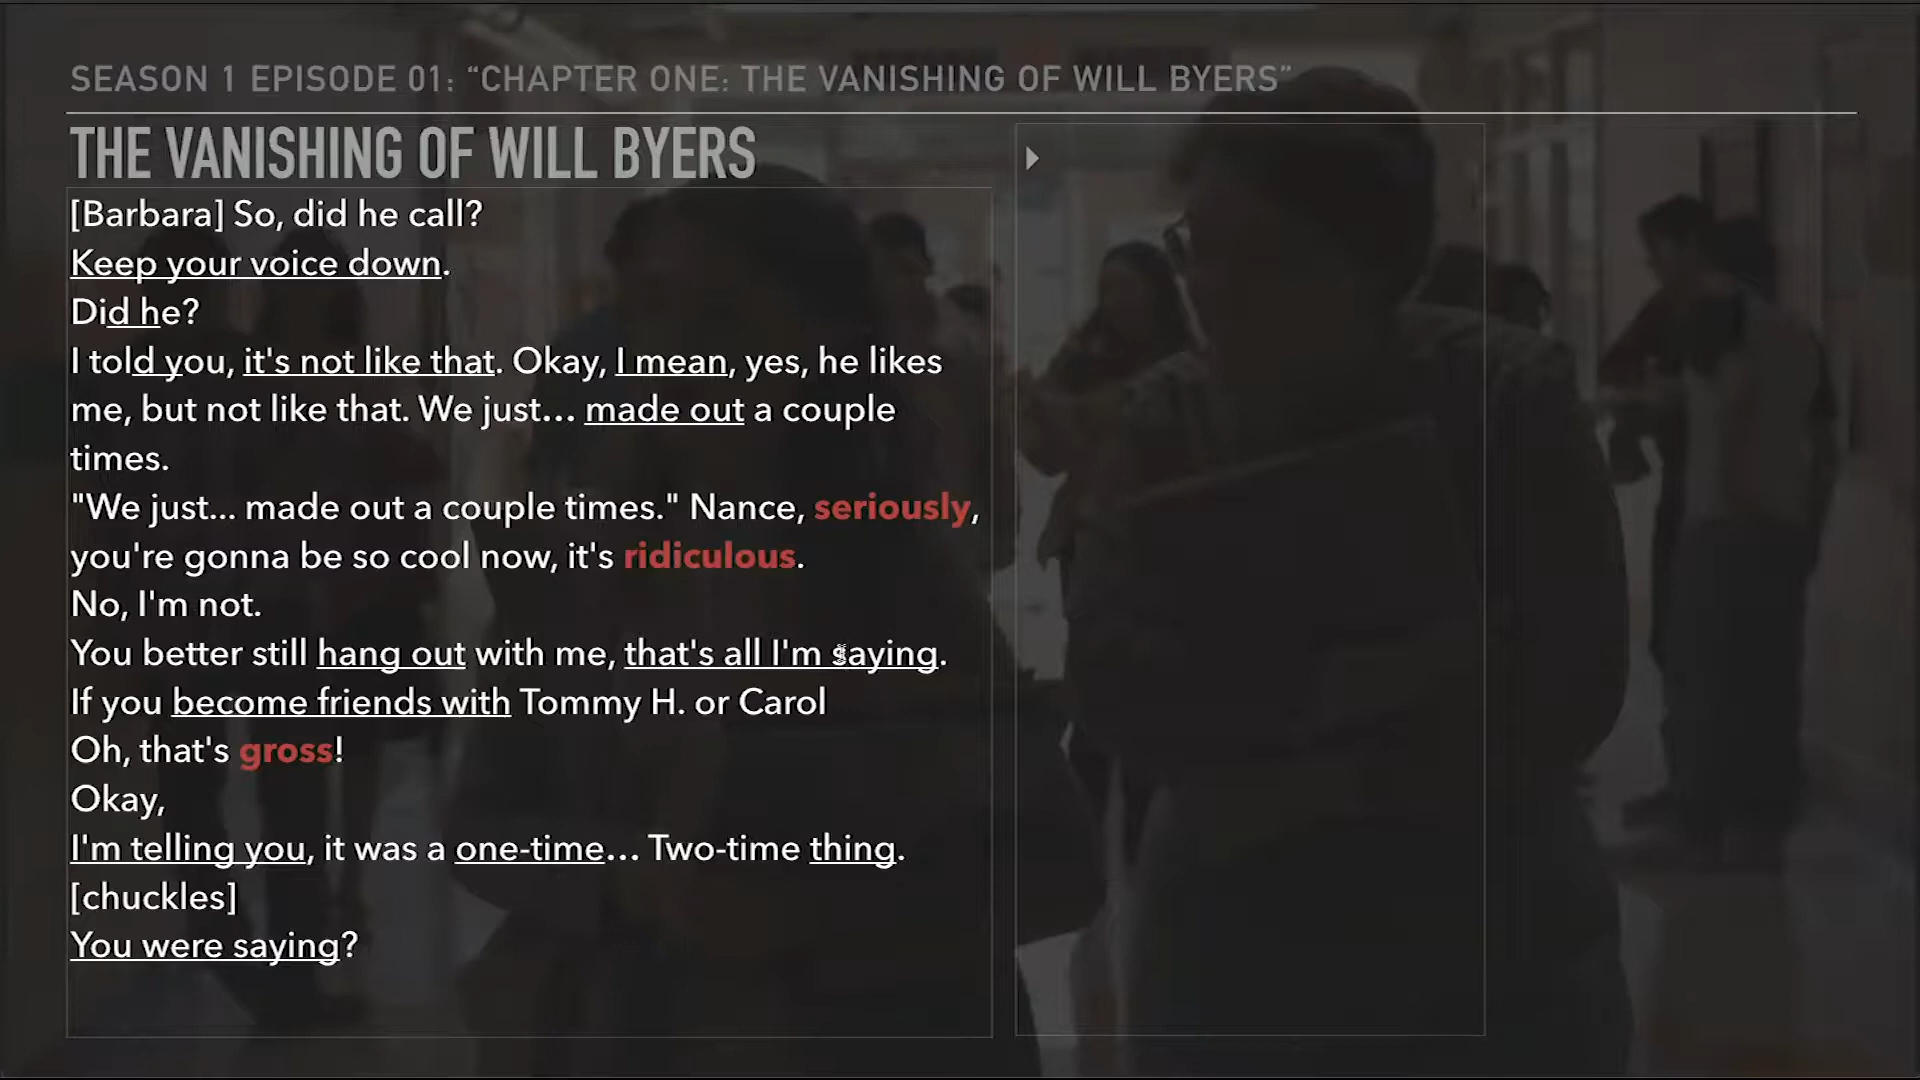 SEASON 1 EPISODE 01: “CHAPTER ONE: THE VANISHING OF WILL BYERS”
THE VANISHING OF WILL BYERS
[Barbara] So, did he call?
Keep your voice down.
Did he?
I told you, it's not like that. Okay, I mean, yes, he likes
me, but not like that. We just… made out a couple
times.
"We just... made out a couple times." Nance, seriously,
you're gonna be so cool now, it's ridiculous.
No, I'm not.
You better still hang out with me, that's all I'm saying.
If you become friends with Tommy H. or Carol
Oh, that's gross!
Okay,
I'm telling you, it was a one-time… Two-time thing.
[chuckles]
You were saying?